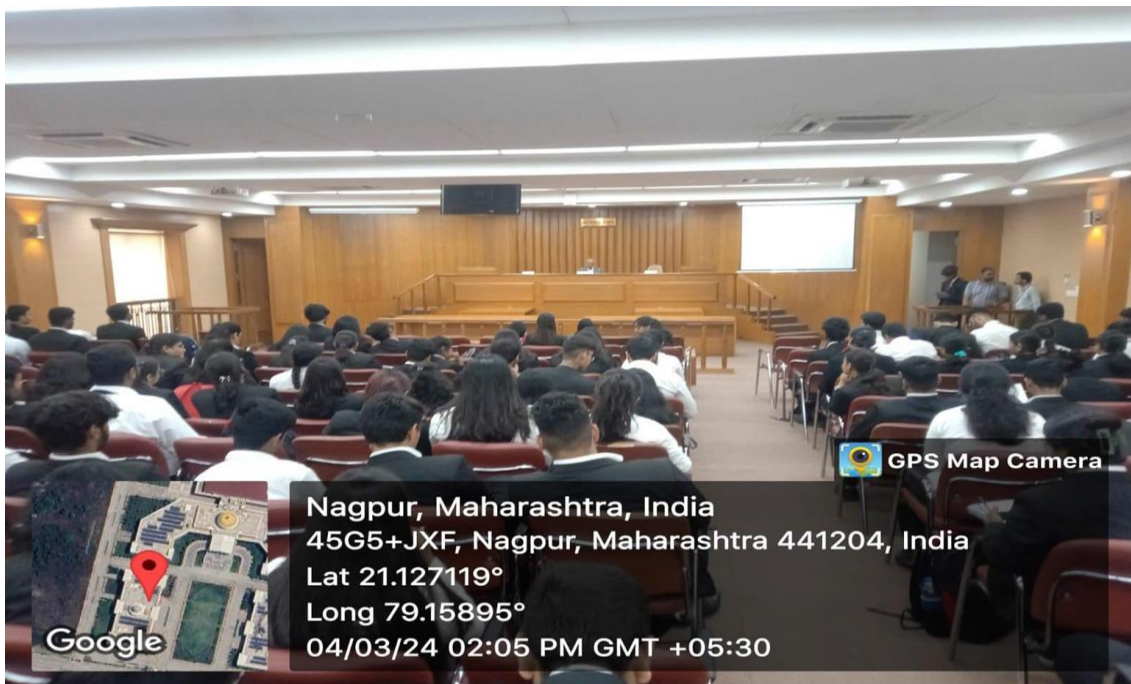 GPS Map Camera
Nagpur, Maharashtra, India
45G5+JXF, Nagpur, Maharashtra 441204, India
Lat 21.127119°
Long 79.15895°
04/03/24 02:05 PM GMT +05:30
Google